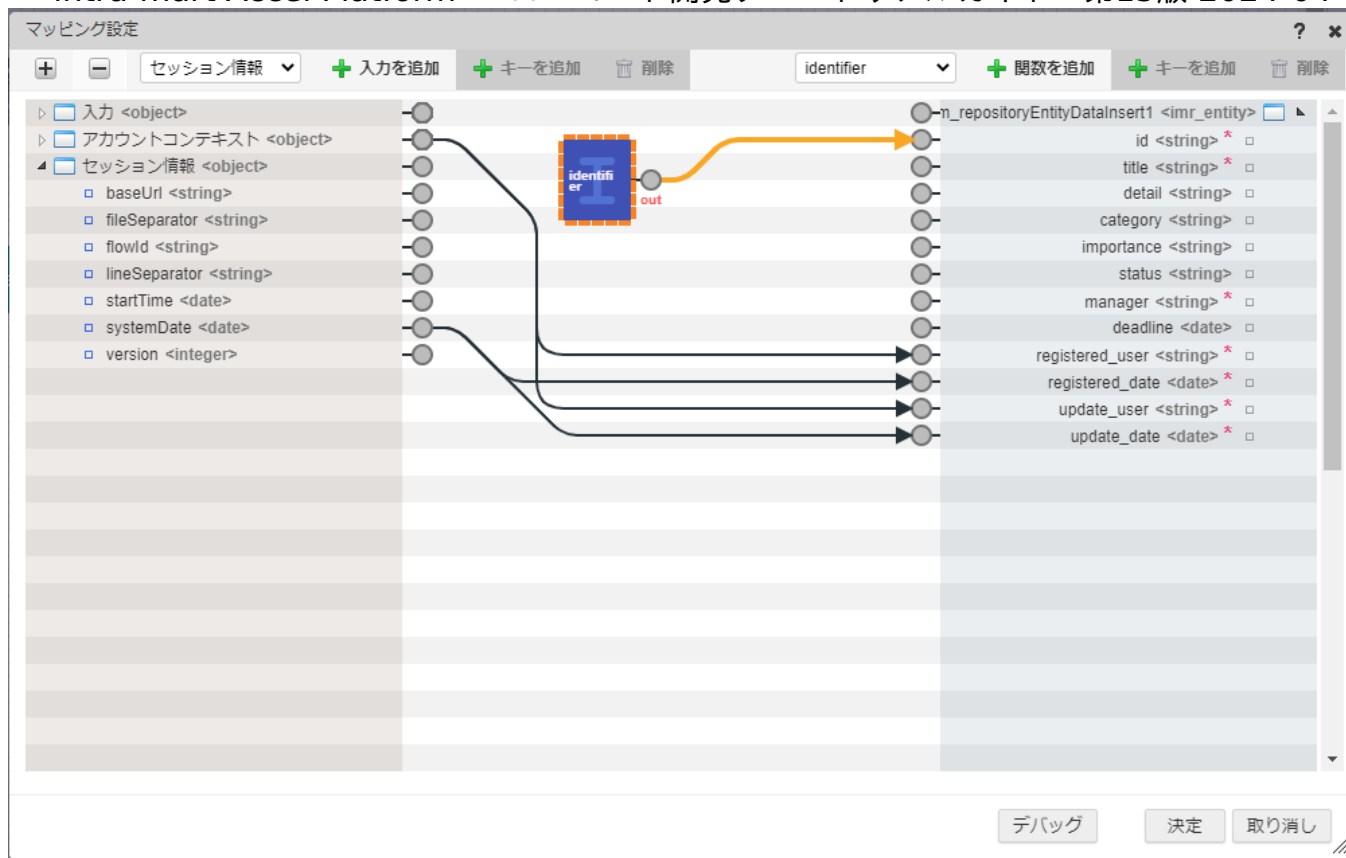 マッピング設定 ?
セッション情報 入力を追加 キーを追加 削除 identifier 関数を追加 キーを追加 削除
入力 <object>
m_repositoryEntityDataInsert1 <imr_entity>
アカウントコンテキスト <object>
id <string> *
セッション情報 <object>
title <string> *
baseUrl <string>
detail <string>
fileSeparator <string>
category <string>
flowId <string>
importance <string>
lineSeparator <string>
status <string>
startTime <date>
manager <string> *
systemDate <date>
deadline <date>
version <integer>
registered_user <string> *
registered_date <date> *
update_user <string> *
update_date <date> *
identifi
er
out
デバッグ 決定 取り消し